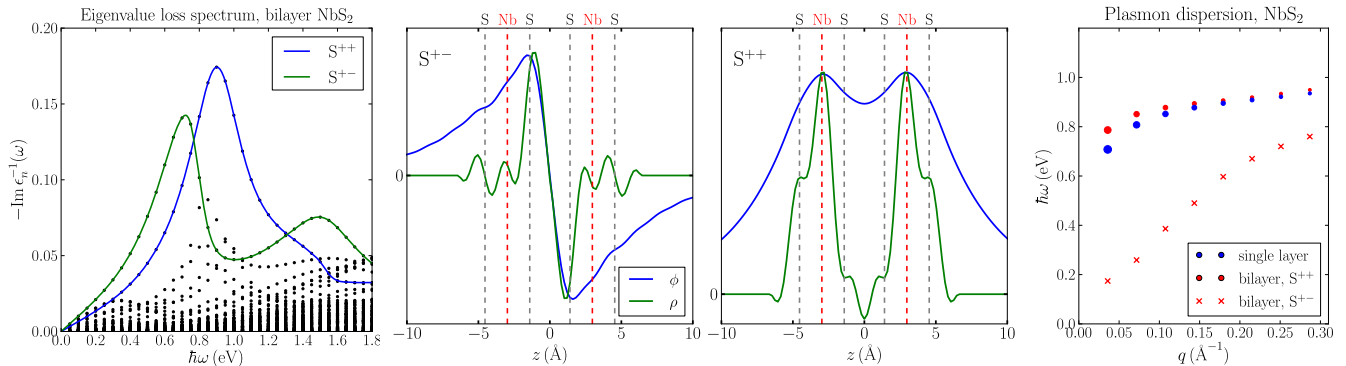 Eigenvalue loss spectrum, bilayer NbS₂
−Im ϵₙ⁻¹(ω)
0.20
0.15
0.10
0.05
0.00
S⁺⁺
S⁺⁻
0.0 0.2 0.4 0.6 0.8 1.0 1.2 1.4 1.6 1.8
ℏω (eV)
S Nb S S Nb S
S⁺⁻
0
ϕ
ρ
−10 −5 0 5 10
z (Å)
S Nb S S Nb S
S⁺⁺
0
−10 −5 0 5 10
z (Å)
Plasmon dispersion, NbS₂
ℏω (eV)
1.0
0.8
0.6
0.4
0.2
0.0
single layer
bilayer, S⁺⁺
bilayer, S⁺⁻
0.00 0.05 0.10 0.15 0.20 0.25 0.30
q (Å⁻¹)